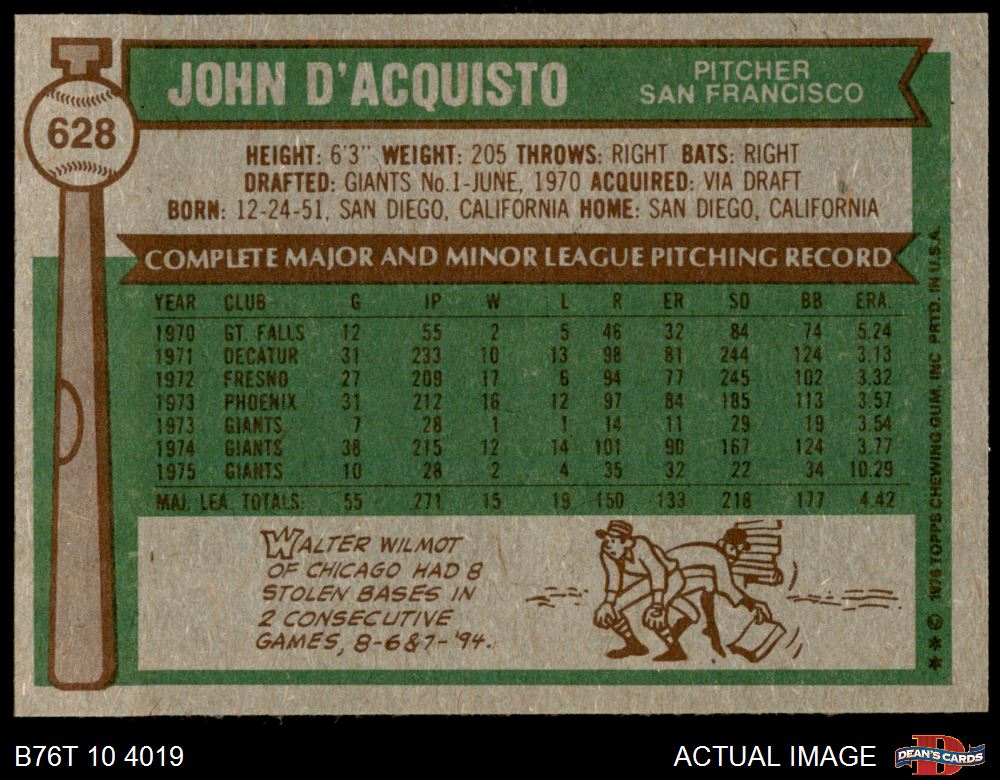 JOHN D'ACQUISTO
PITCHER
SAN FRANCISCO
628
HEIGHT: 6'3" WEIGHT: 205 THROWS: RIGHT BATS: RIGHT
DRAFTED: GIANTS No.1-JUNE, 1970 ACQUIRED: VIA DRAFT
BORN: 12-24-51, SAN DIEGO, CALIFORNIA HOME: SAN DIEGO, CALIFORNIA
COMPLETE MAJOR AND MINOR LEAGUE PITCHING RECORD
YEAR CLUB G IP W L R ER SO BB ERA.
1970 GT. FALLS 12 55 2 5 46 32 84 74 5.24
1971 DECATUR 31 233 10 13 98 81 244 124 3.13
1972 FRESNO 27 209 17 6 94 77 245 102 3.32
1973 PHOENIX 31 212 16 12 97 84 185 113 3.57
1973 GIANTS 7 28 1 1 14 11 29 19 3.54
1974 GIANTS 38 215 12 14 101 90 167 124 3.77
1975 GIANTS 10 28 2 4 35 32 22 34 10.29
MAJ. LEA. TOTALS: 55 271 15 19 150 133 218 177 4.42
WALTER WILMOT
OF CHICAGO HAD 8
STOLEN BASES IN
2 CONSECUTIVE
GAMES, 8-6&7-'94.
** © 1976 TOPPS CHEWING GUM, INC PRTD. IN U.S.A.
B76T 10 4019
ACTUAL IMAGE
D
DEAN'S CARDS